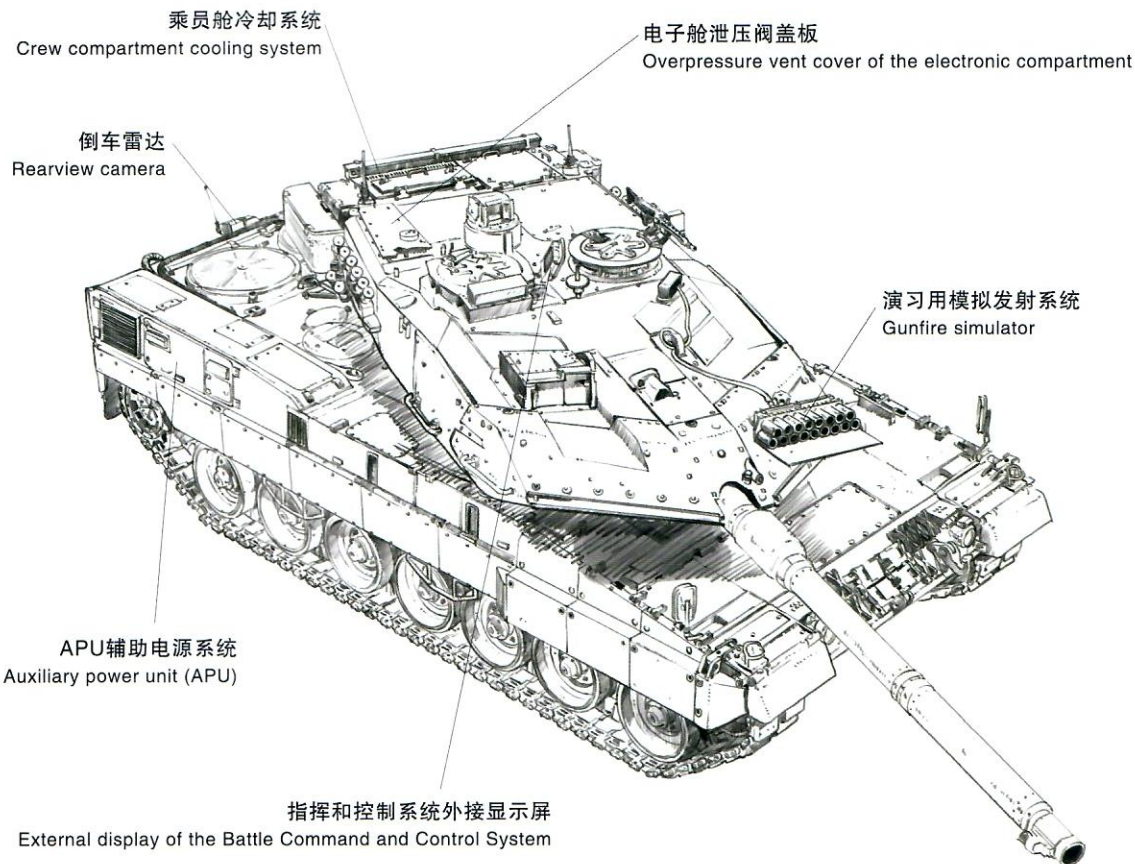 乘员舱冷却系统
Crew compartment cooling system
电子舱泄压阀盖板
Overpressure vent cover of the electronic compartment
倒车雷达
Rearview camera
演习用模拟发射系统
Gunfire simulator
APU辅助电源系统
Auxiliary power unit (APU)
指挥和控制系统外接显示屏
External display of the Battle Command and Control System